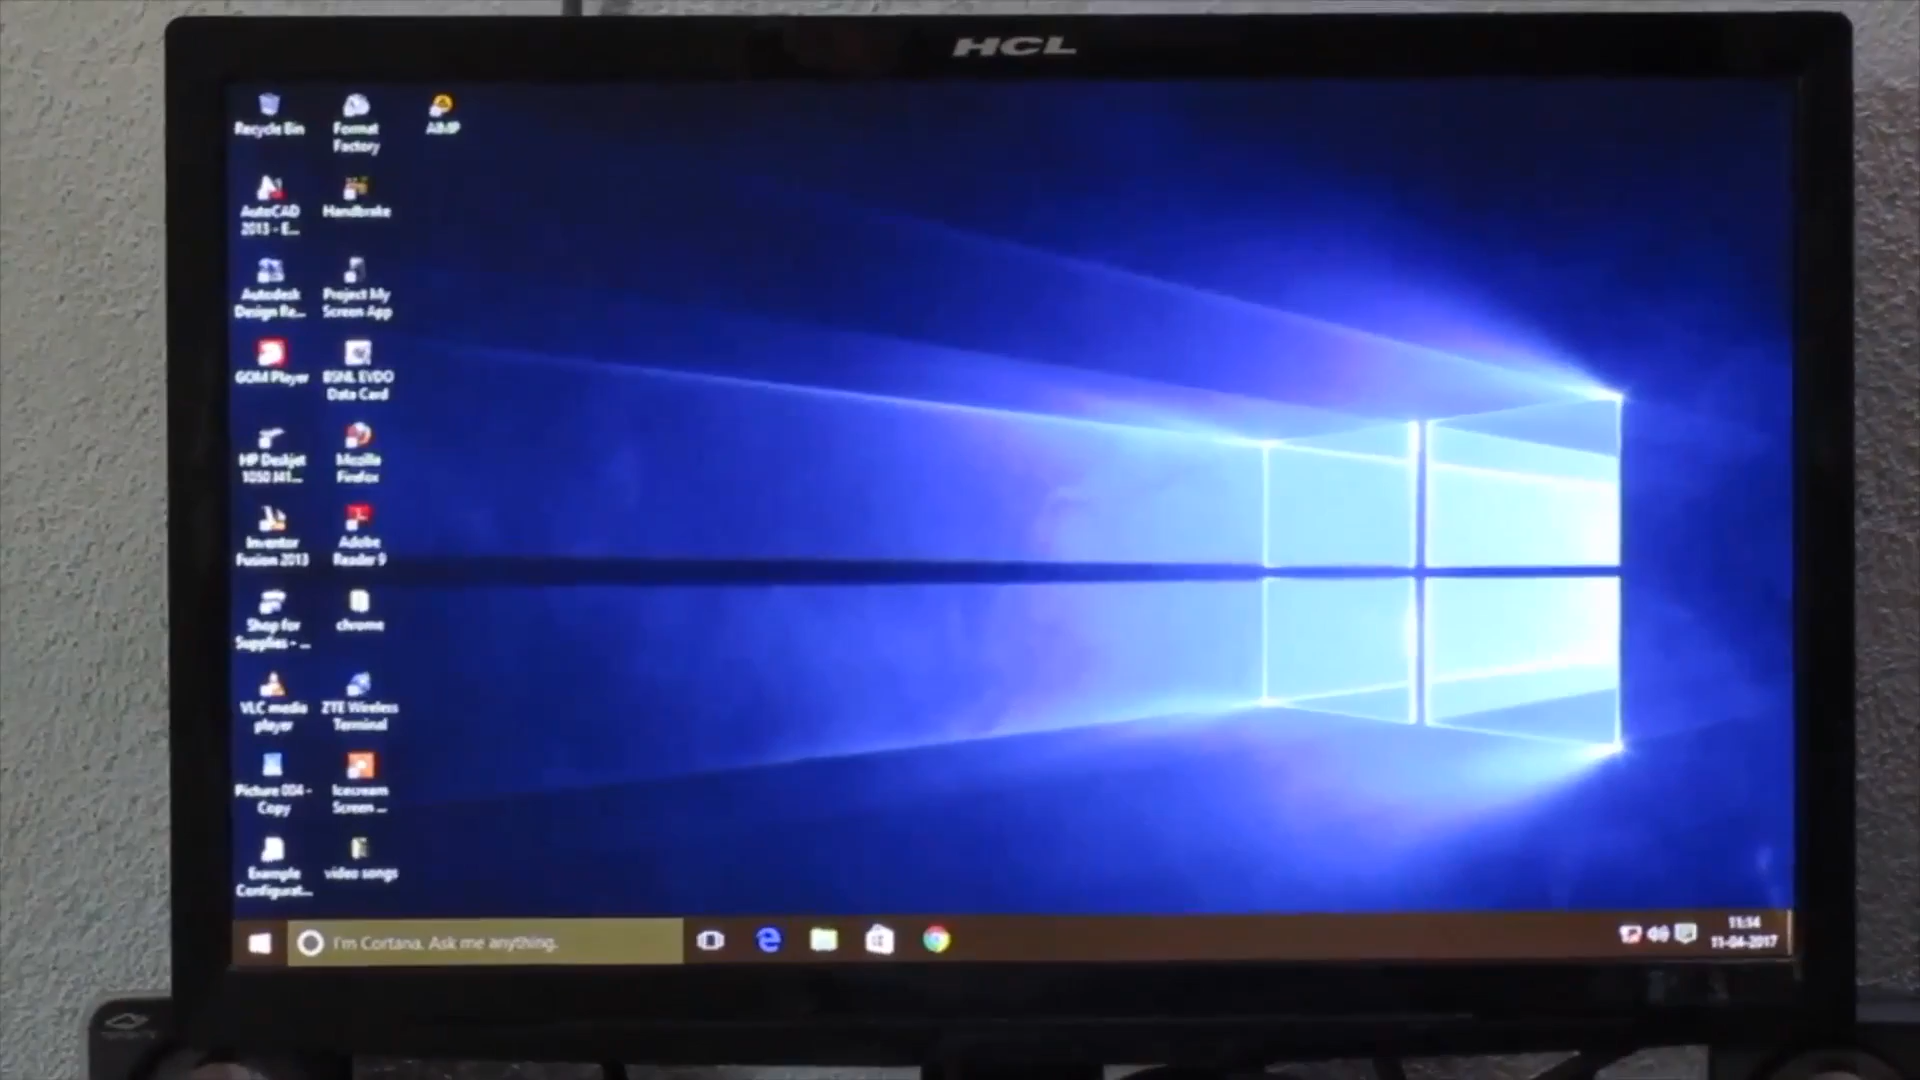 HCL
Recycle Bin
Format
Factory
AIMP
AutoCAD
2013 - E...
Handbrake
Autodesk
Design Re...
Project My
Screen App
GOM Player
BSNL EVDO
Data Card
HP Deskjet
1050 J41...
Mozilla
Firefox
Inventor
Fusion 2013
Adobe
Reader 9
Shop for
Supplies - ...
chrome
VLC media
player
ZTE Wireless
Terminal
Picture 004 -
Copy
Icecream
Screen ...
Example
Configurat...
video songs
I'm Cortana. Ask me anything.
11:14
11-04-2017